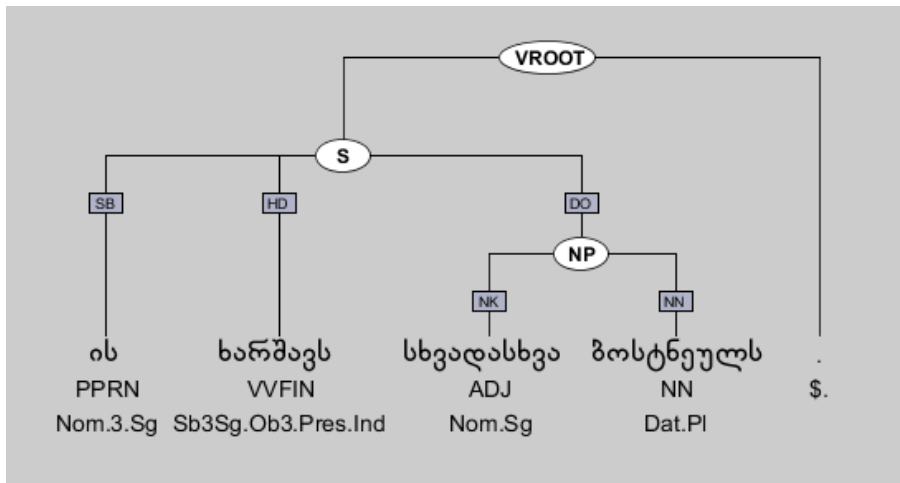 VROOT
S
SB HD DO
NP
NK NN
ის ხარშავს სხვადასხვა ბოსტნეულს .
PPRN VVFIN ADJ NN $.
Nom.3.Sg Sb3Sg.Ob3.Pres.Ind Nom.Sg Dat.Pl